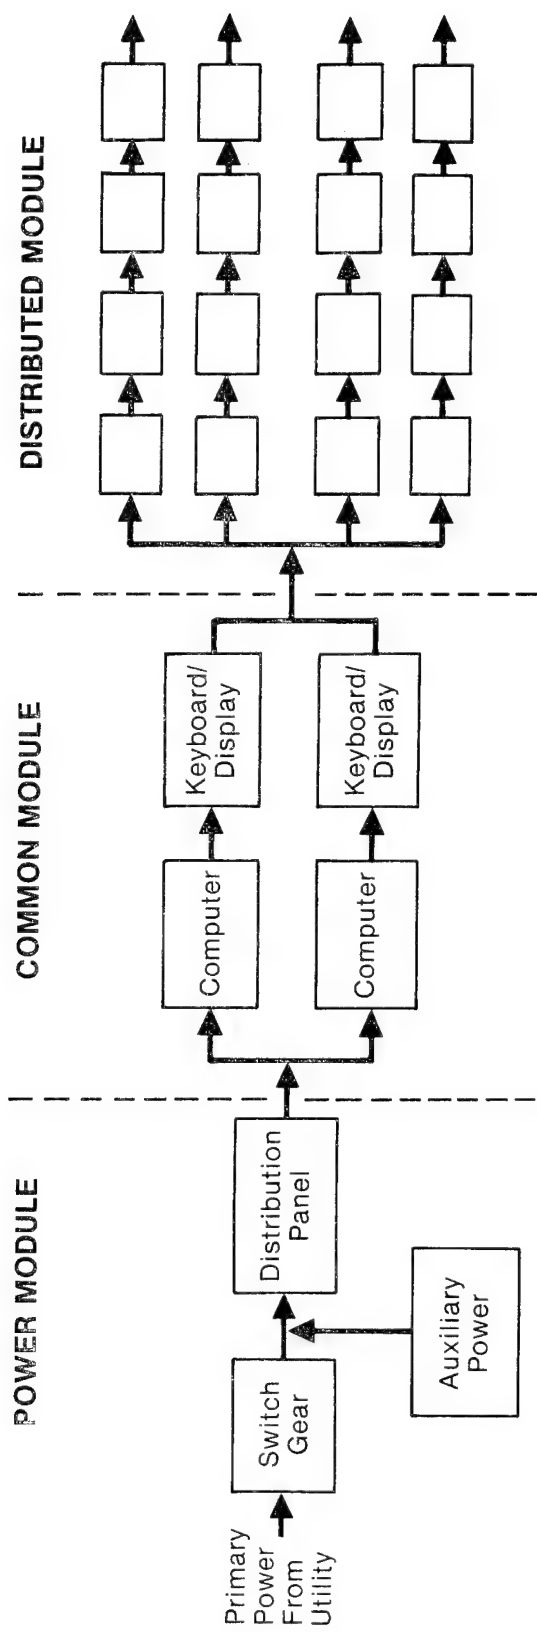 POWER MODULE
COMMON MODULE
DISTRIBUTED MODULE
Primary
Power
From
Utility
Switch
Gear
Auxiliary
Power
Distribution
Panel
Computer
Keyboard/
Display
Computer
Keyboard/
Display